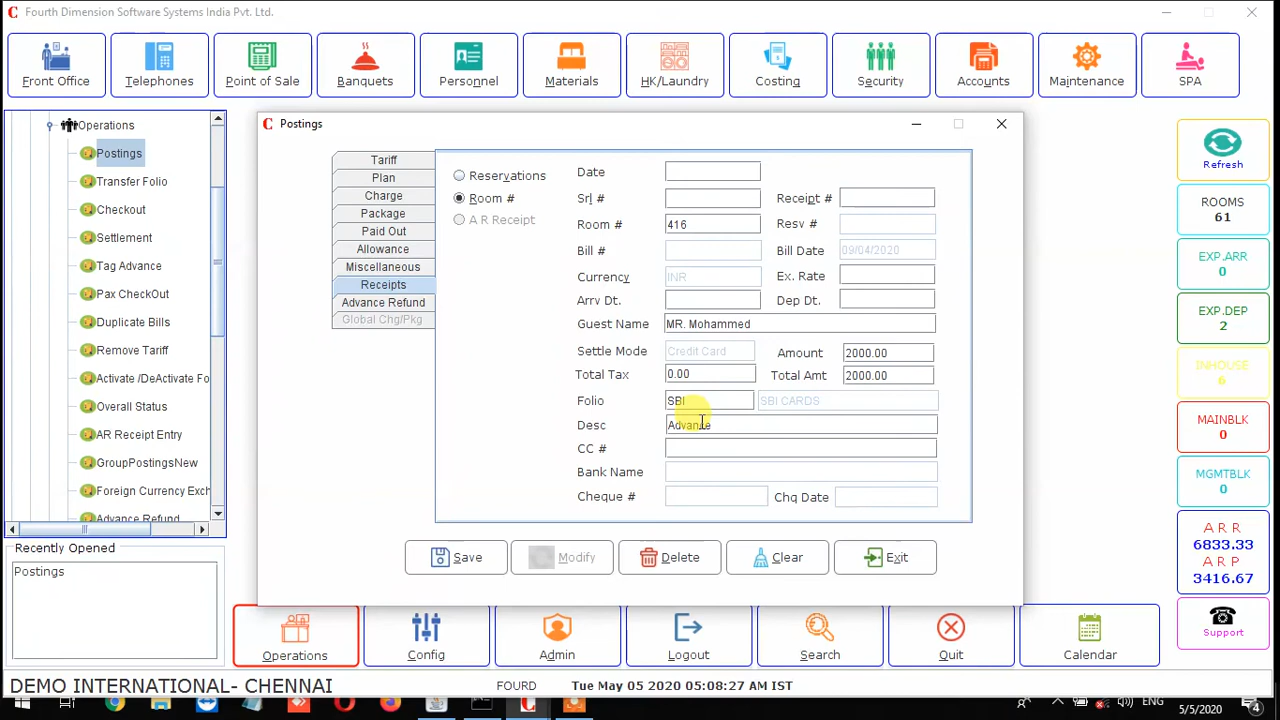 Fourth Dimension Software Systems India Pvt. Ltd.
Front Office
Telephones
Point of Sale
Banquets
Personnel
Materials
HK/Laundry
Costing
Security
Accounts
Maintenance
SPA
Operations
Postings
Transfer Folio
Checkout
Settlement
Tag Advance
Pax CheckOut
Duplicate Bills
Remove Tariff
Activate /DeActivate Fo
Overall Status
AR Receipt Entry
GroupPostingsNew
Foreign Currency Exch
Advance Refund
Recently Opened
Postings
Postings
Tariff
Plan
Charge
Package
Paid Out
Allowance
Miscellaneous
Receipts
Advance Refund
Global Chg/Pkg
Reservations
Room #
A R Receipt
Date
Srl #
Receipt #
Room # 416
Resv #
Bill #
Bill Date 09/04/2020
Currency INR
Ex. Rate
Arrv Dt.
Dep Dt.
Guest Name MR. Mohammed
Settle Mode Credit Card
Amount 2000.00
Total Tax 0.00
Total Amt 2000.00
Folio SBI SBI CARDS
Desc Advance
CC #
Bank Name
Cheque #
Chq Date
Save
Modify
Delete
Clear
Exit
Refresh
ROOMS
61
EXP.ARR
0
EXP.DEP
2
INHOUSE
6
MAINBLK
0
MGMTBLK
0
A R R
6833.33
A R P
3416.67
Support
Operations
Config
Admin
Logout
Search
Quit
Calendar
DEMO INTERNATIONAL- CHENNAI
FOURD
Tue May 05 2020 05:08:27 AM IST
ENG
5/5/2020
4